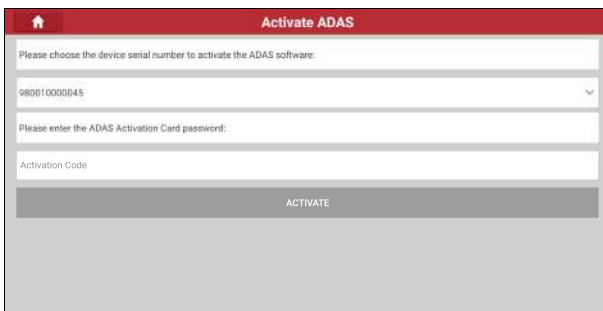 Activate ADAS
Please choose the device serial number to activate the ADAS software:
980010000045
Please enter the ADAS Activation Card password:
Activation Code
ACTIVATE